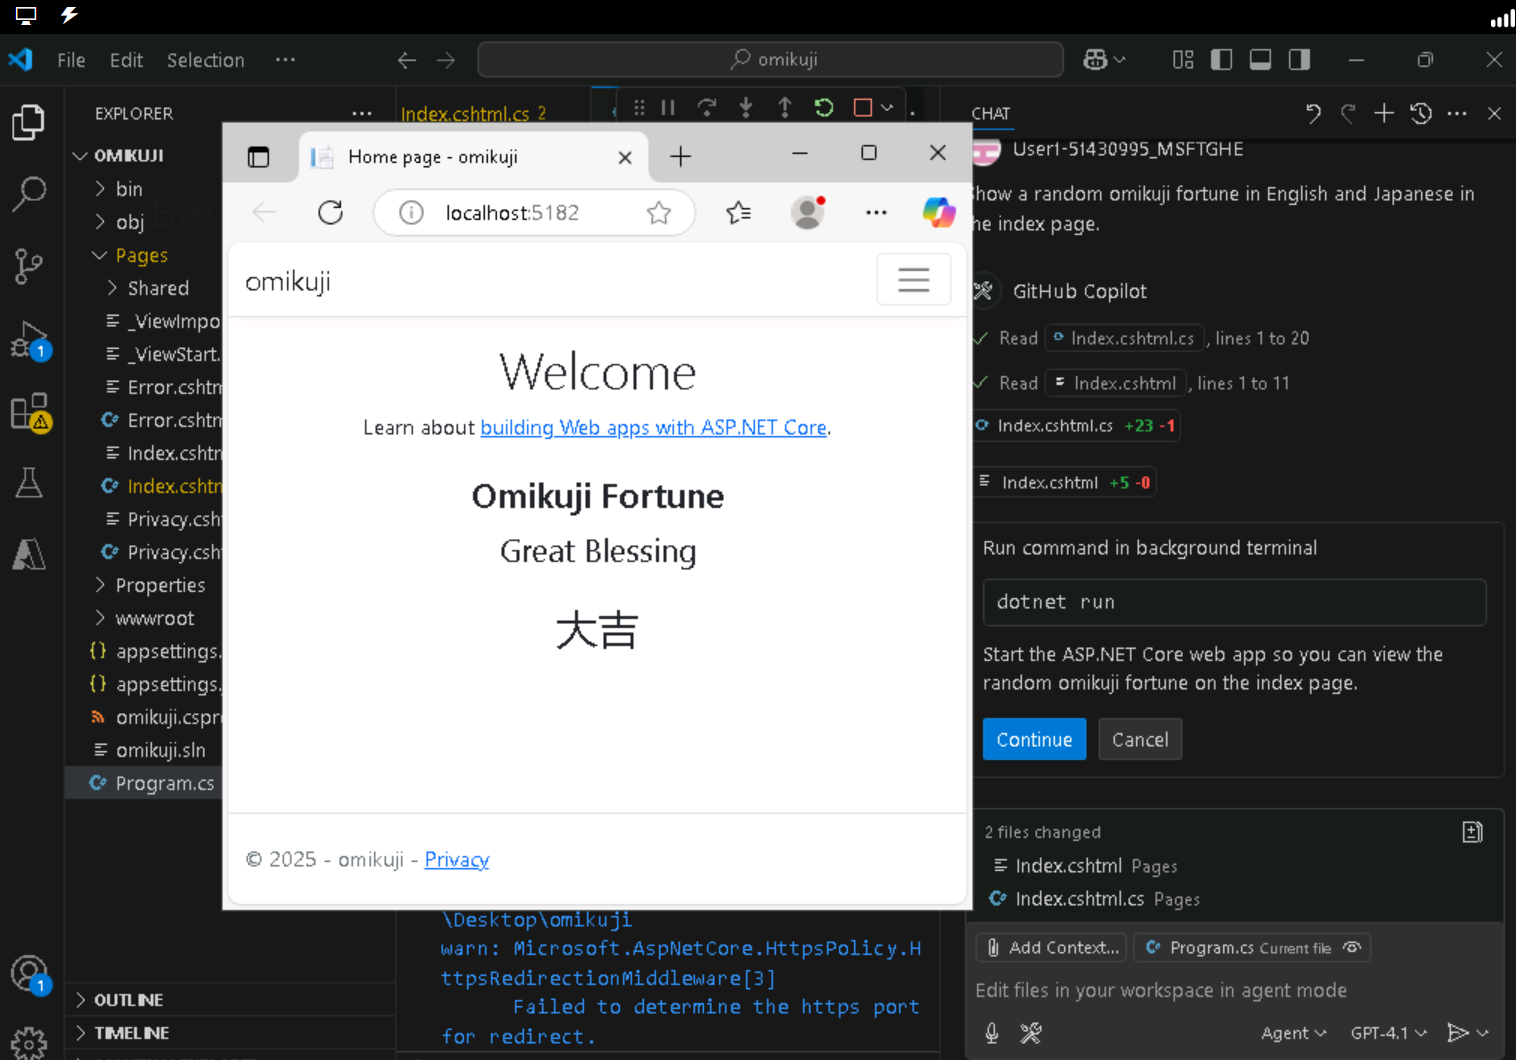 File Edit Selection ···
omikuji
EXPLORER
OMIKUJI
bin
obj
Pages
Shared
_ViewImpo
_ViewStart.
Error.cshtm
Error.cshtm
Index.cshtm
Index.cshtm
Privacy.csh
Privacy.csh
Properties
wwwroot
appsettings.
appsettings.
omikuji.cspr
omikuji.sln
Program.cs
OUTLINE
TIMELINE
Index.cshtml.cs 2
Home page - omikuji
localhost:5182
omikuji
Welcome
Learn about building Web apps with ASP.NET Core.
Omikuji Fortune
Great Blessing
大吉
© 2025 - omikuji - Privacy
\Desktop\omikuji
warn: Microsoft.AspNetCore.HttpsPolicy.H
ttpsRedirectionMiddleware[3]
Failed to determine the https port
for redirect.
CHAT
User1-51430995_MSFTGHE
how a random omikuji fortune in English and Japanese in
he index page.
GitHub Copilot
Read Index.cshtml.cs, lines 1 to 20
Read Index.cshtml, lines 1 to 11
Index.cshtml.cs +23 -1
Index.cshtml +5 -0
Run command in background terminal
dotnet run
Start the ASP.NET Core web app so you can view the
random omikuji fortune on the index page.
Continue Cancel
2 files changed
Index.cshtml Pages
Index.cshtml.cs Pages
Add Context... Program.cs Current file
Edit files in your workspace in agent mode
Agent GPT-4.1
1
1